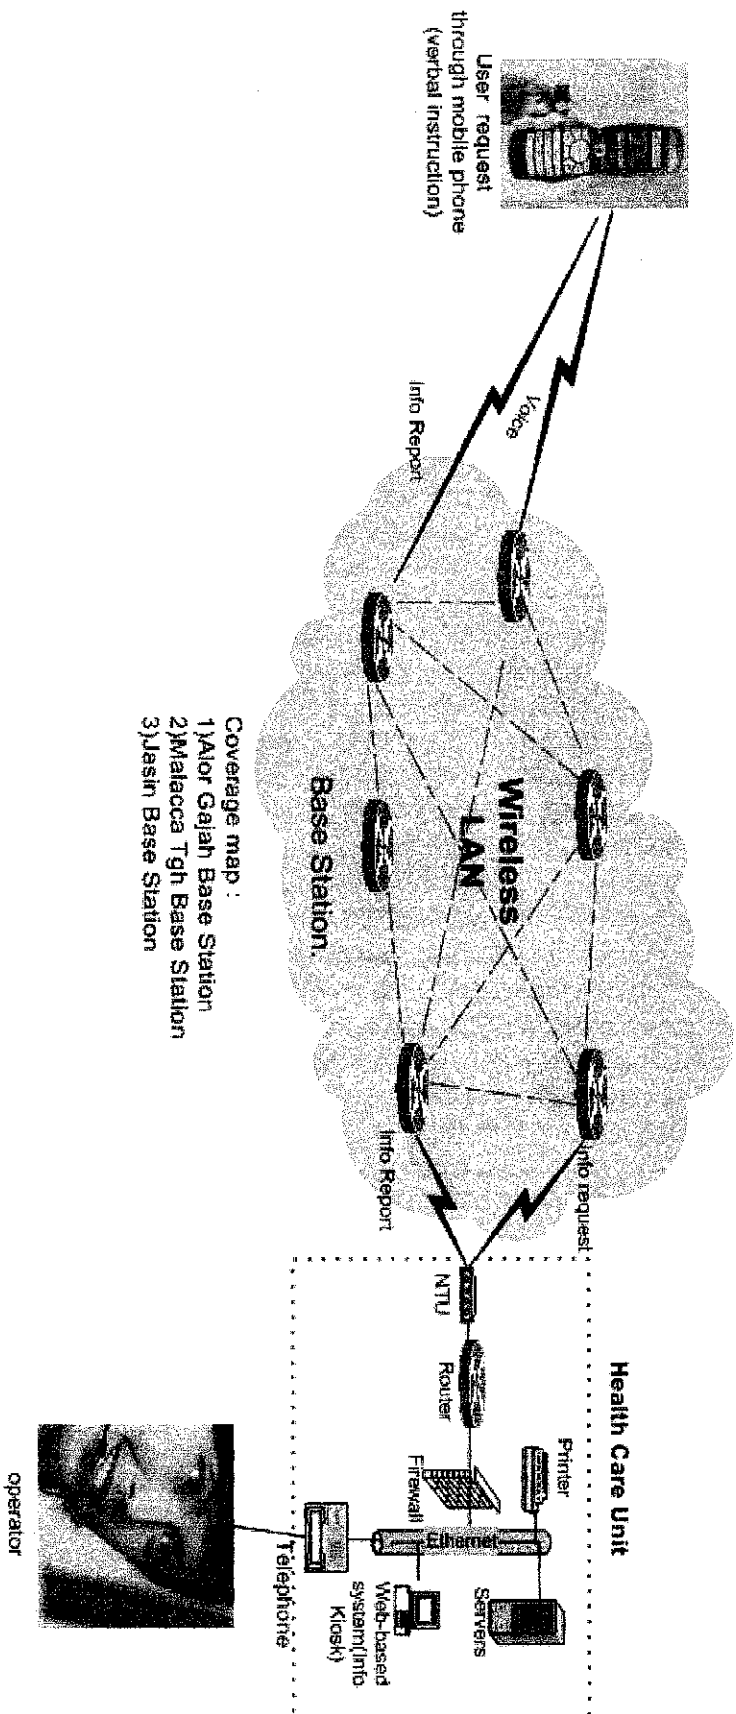 User request
through mobile phone
(verbal instruction)
Voice
Info Report
Wireless
LAN
Base Station.
Coverage map :
1)Alor Gajah Base Station
2)Malacca Tgh Base Station
3)Jasin Base Station
Info request
Info Report
Health Care Unit
NTU
Router
Firewall
Printer
Ethernet
Servers
Web-based
system(Info
Kiosk)
Telephone
operator